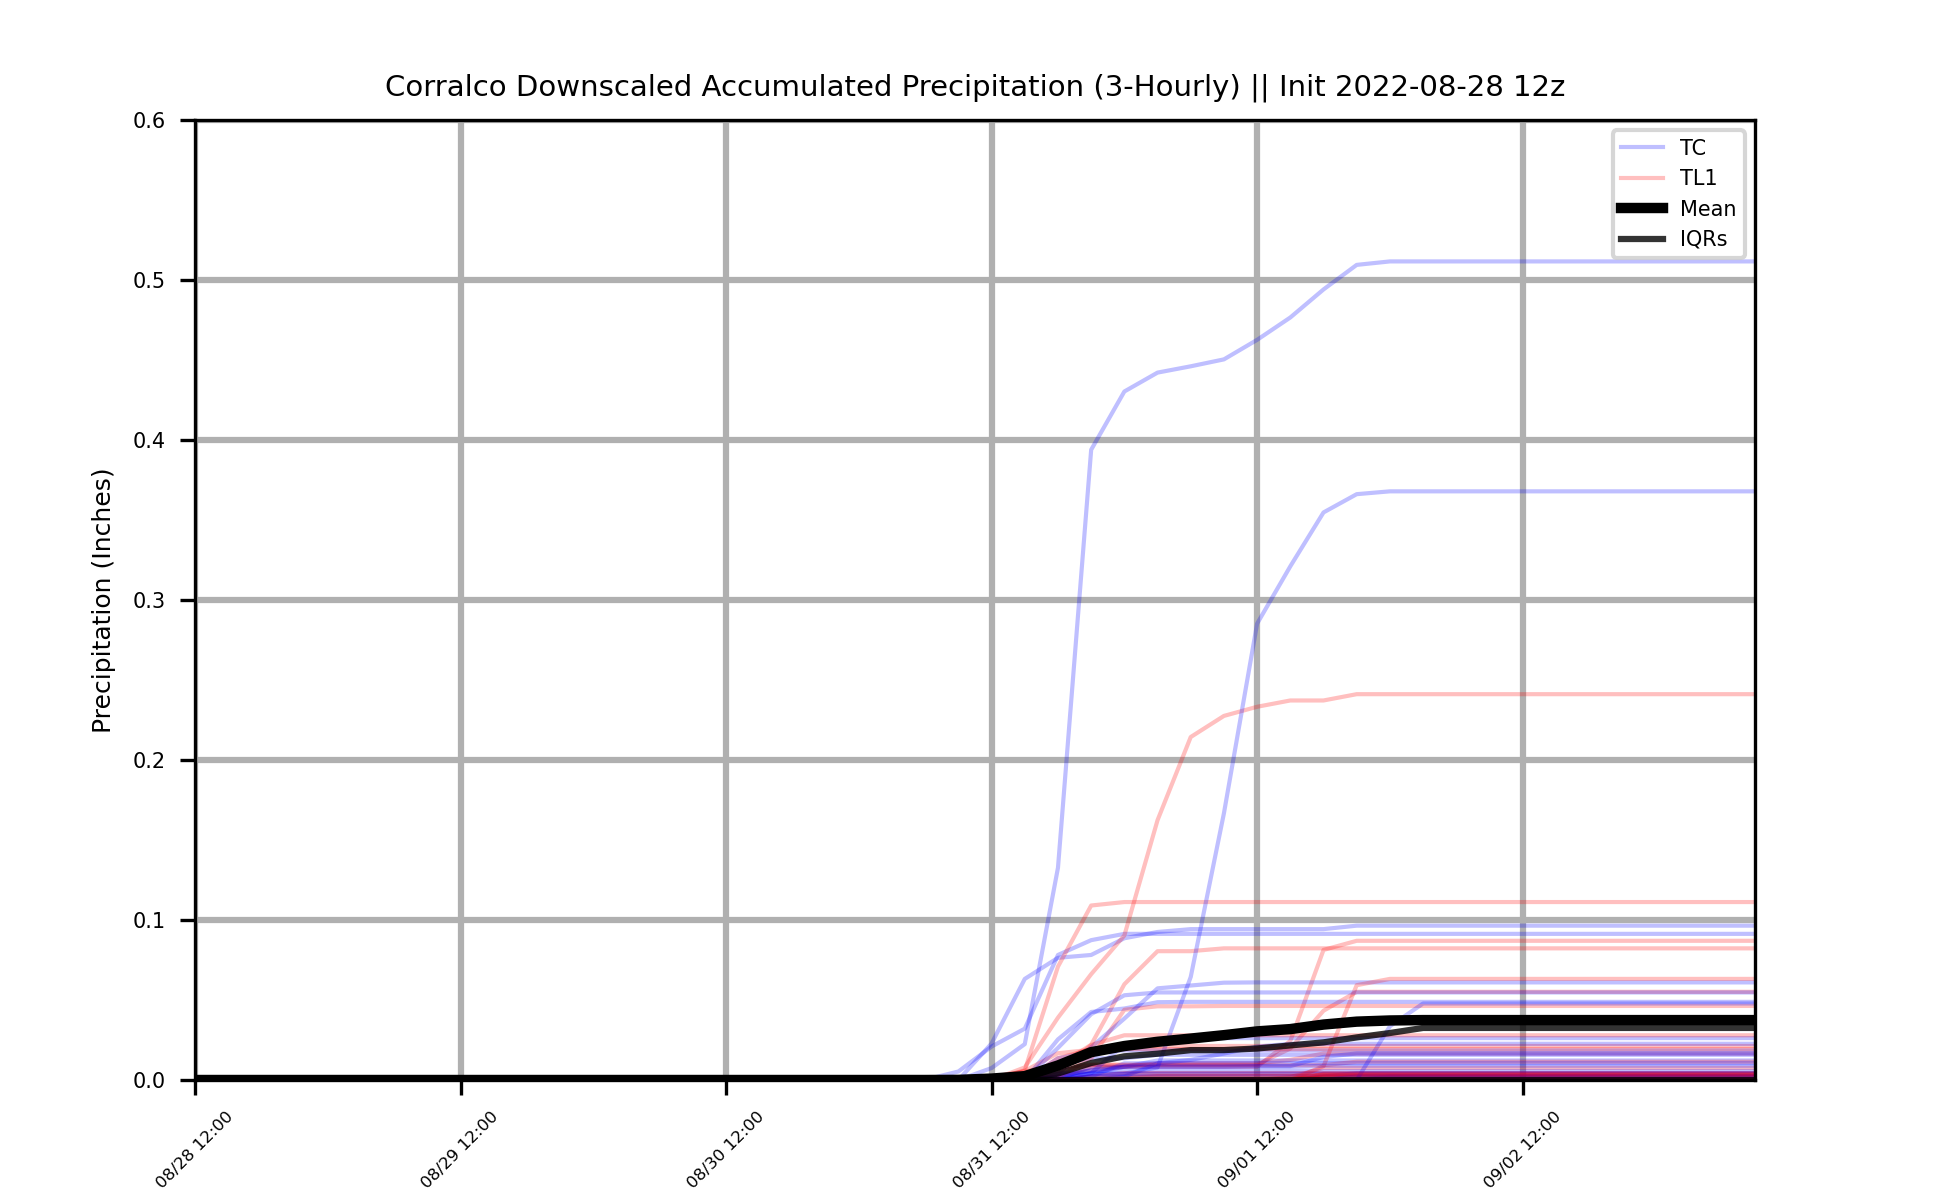 Corralco Downscaled Accumulated Precipitation (3-Hourly) || Init 2022-08-28 12z
TC
TL1
Mean
IQRs
Precipitation (Inches)
0.6
0.5
0.4
0.3
0.2
0.1
0.0
08/28 12:00
08/29 12:00
08/30 12:00
08/31 12:00
09/01 12:00
09/02 12:00